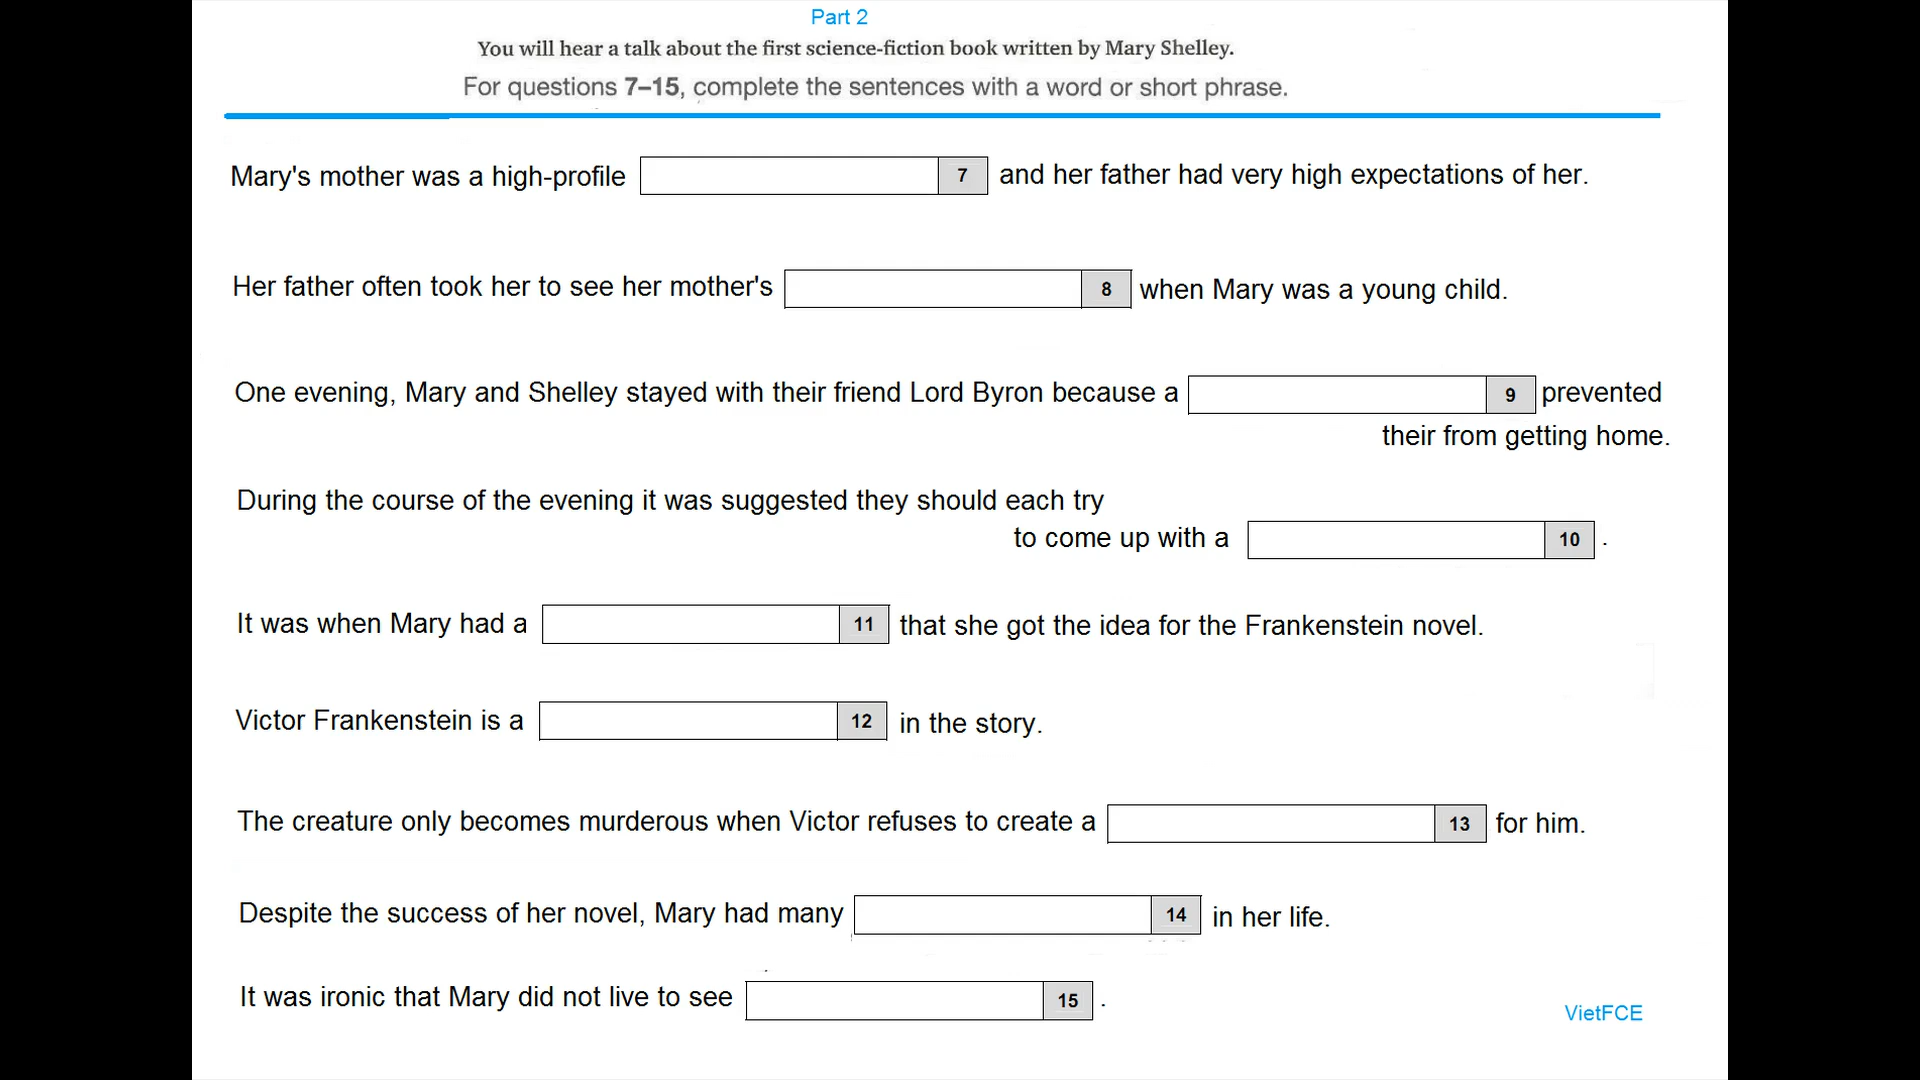 Part 2
You will hear a talk about the first science-fiction book written by Mary Shelley.
For questions 7–15, complete the sentences with a word or short phrase.
Mary's mother was a high-profile 7 and her father had very high expectations of her.
Her father often took her to see her mother's 8 when Mary was a young child.
One evening, Mary and Shelley stayed with their friend Lord Byron because a 9 prevented
their from getting home.
During the course of the evening it was suggested they should each try
to come up with a 10 .
It was when Mary had a 11 that she got the idea for the Frankenstein novel.
Victor Frankenstein is a 12 in the story.
The creature only becomes murderous when Victor refuses to create a 13 for him.
Despite the success of her novel, Mary had many 14 in her life.
It was ironic that Mary did not live to see 15 .
VietFCE